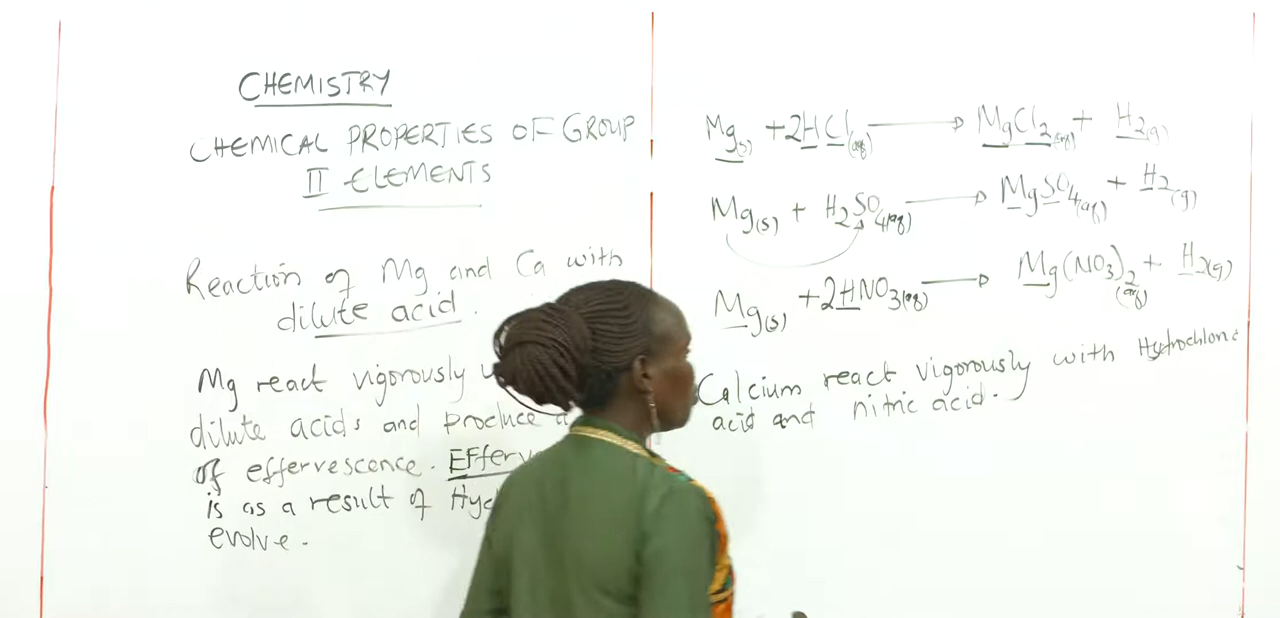 CHEMISTRY
CHEMICAL PROPERTIES OF GROUP
II ELEMENTS
Reaction of Mg and Ca with
dilute acid.
Mg react vigorously
dilute acids and produce
of effervescence.
is as a result of
evolve.
Mg(s) + 2HCl(aq) → MgCl2(aq) + H2(g)
Mg(s) + H2SO4(aq) → MgSO4(aq) + H2(g)
Mg(s) + 2HNO3(aq) → Mg(NO3)2(aq) + H2(g)
Calcium react vigorously with Hydrochloric
acid and nitric acid.